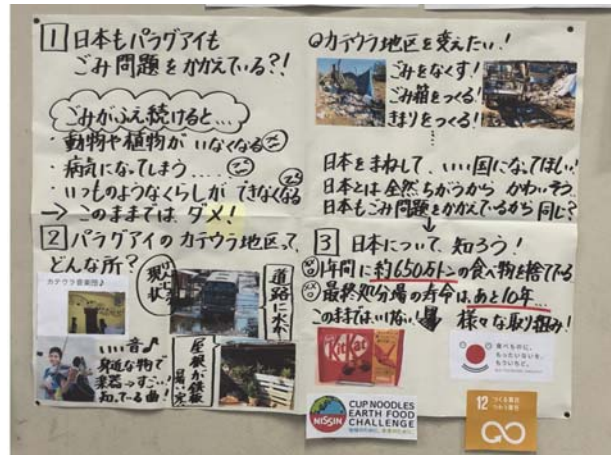 1 日本もパラグアイも
ごみ問題をかかえている?!
ごみがふえ続けると…
・動物や植物がいなくなる
・病気になってしまう....
・いつものようなくらしができなくなる
→このままでは、ダメ!
2 パラグアイのカテウラ地区って、
どんな所?
カテウラ音楽団♪
現状
道路に水が
いい音♪
身近な物で
楽器→すごい!
知っている曲!
屋根が鉄板
◎カテウラ地区を変えたい!
ごみをなくす!
ごみ箱をつくる!
きまりをつくる!
日本をまねして、いい国になってほしい!
日本とは全然ちがうから かわいそう。
日本もごみ問題をかかえているから同じ?
3 日本について、知ろう!
1年間に約650万トンの食べ物を捨てている
最終処分場の寿命は、あと10年…
このままではいけない!
様々な取り組み!
KitKat
食べものに、
もったいないを、
もういちど。
NISSIN
CUP NOODLES
EARTH FOOD
CHALLENGE
12 つくる責任
つかう責任